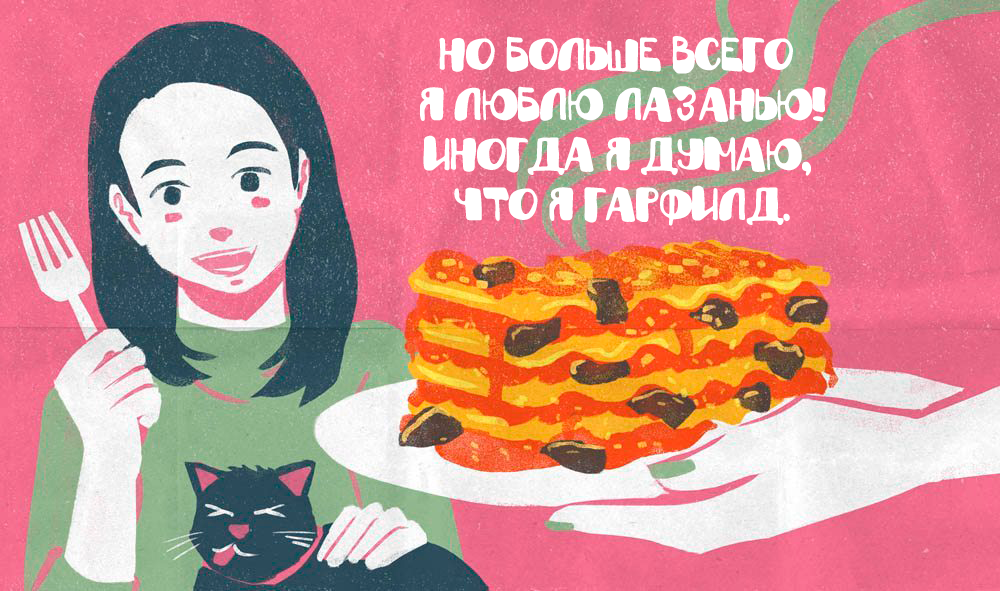 НО БОЛЬШЕ ВСЕГО
Я ЛЮБЛЮ ЛАЗАНЬЮ!
ИНОГДА Я ДУМАЮ,
ЧТО Я ГАРФИЛД.